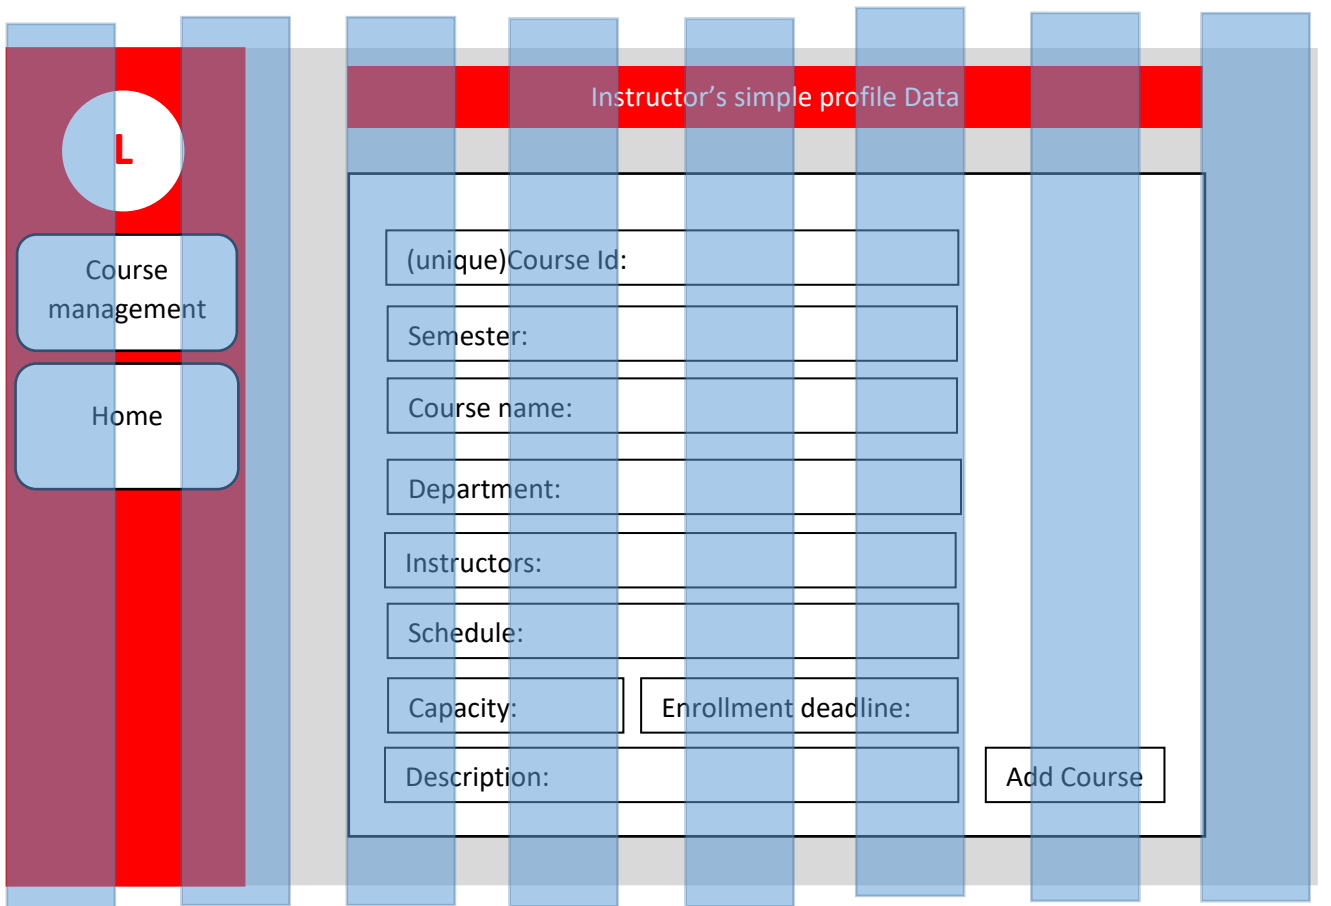 Instructor’s simple profile Data
L
Course
management
Home
(unique)Course Id:
Semester:
Course name:
Department:
Instructors:
Schedule:
Capacity:
Enrollment deadline:
Description:
Add Course